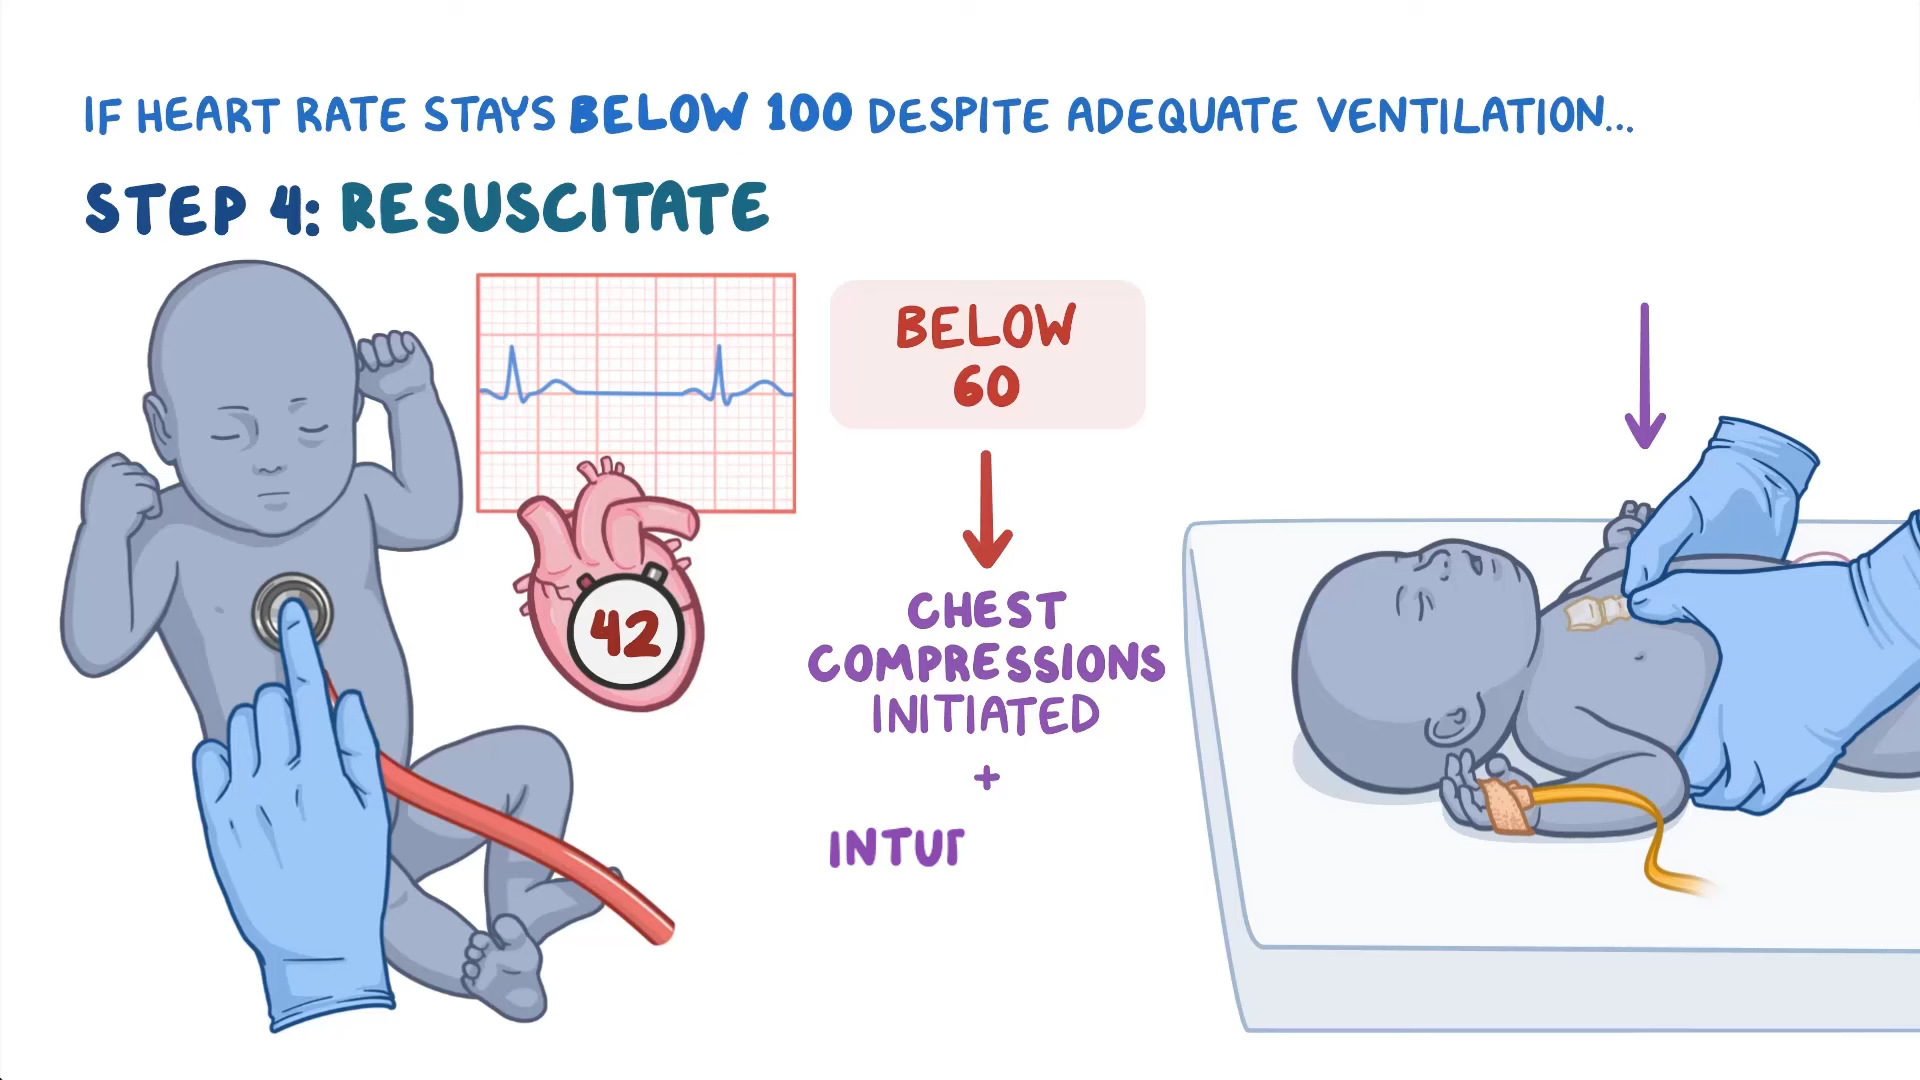 IF HEART RATE STAYS BELOW 100 DESPITE ADEQUATE VENTILATION...
STEP 4: RESUSCITATE
BELOW
60
42
CHEST
COMPRESSIONS
INITIATED
+